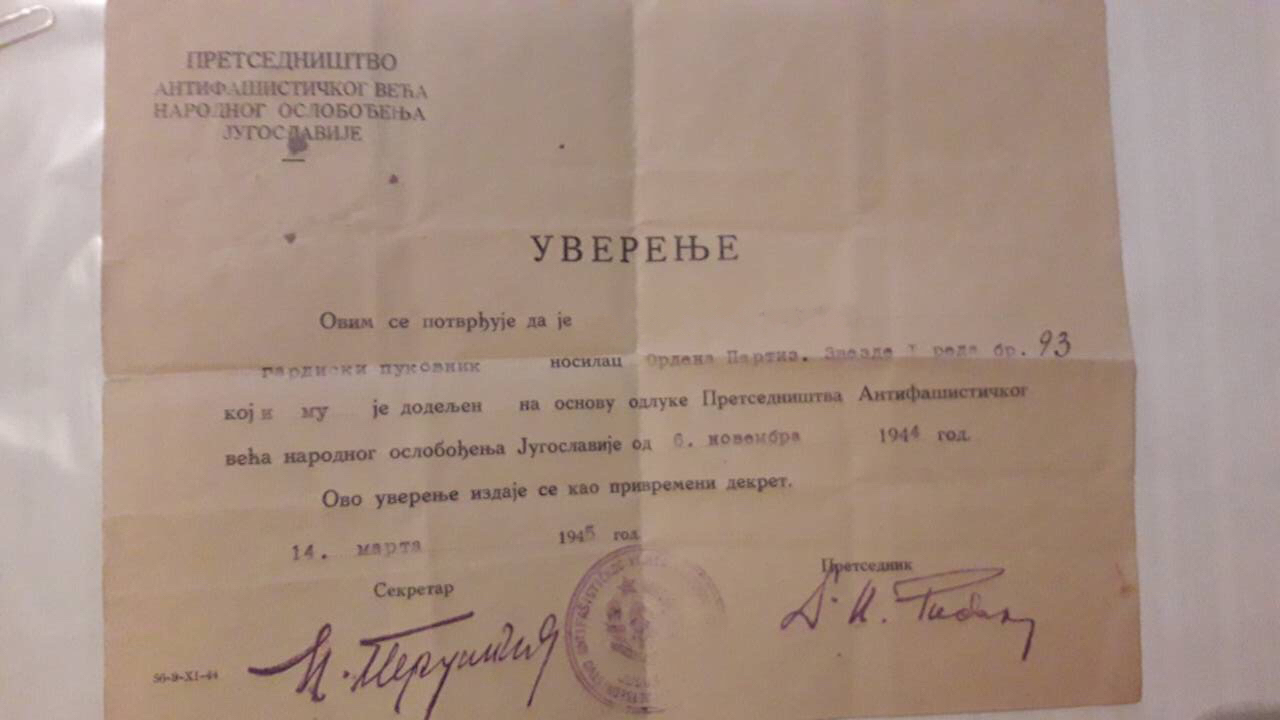 ПРЕТСЕДНИШТВО
АНТИФАШИСТИЧКОГ ВЕЋА
НАРОДНОГ ОСЛОБОЂЕЊА
ЈУГОСЛАВИЈЕ
УВЕРЕЊЕ
Овим се потврђује да је
гардиски пуковник носилац Ордена Партиз. Звезде I реда бр. 93
који му је додељен на основу одлуке Претседништва Антифашистичког
већа народног ослобођења Југославије од 6. новембра 1944 год.
Ово уверење издаје се као привремени декрет.
14. марта 1945 год.
Секретар
Претседник
56-9-XI-44